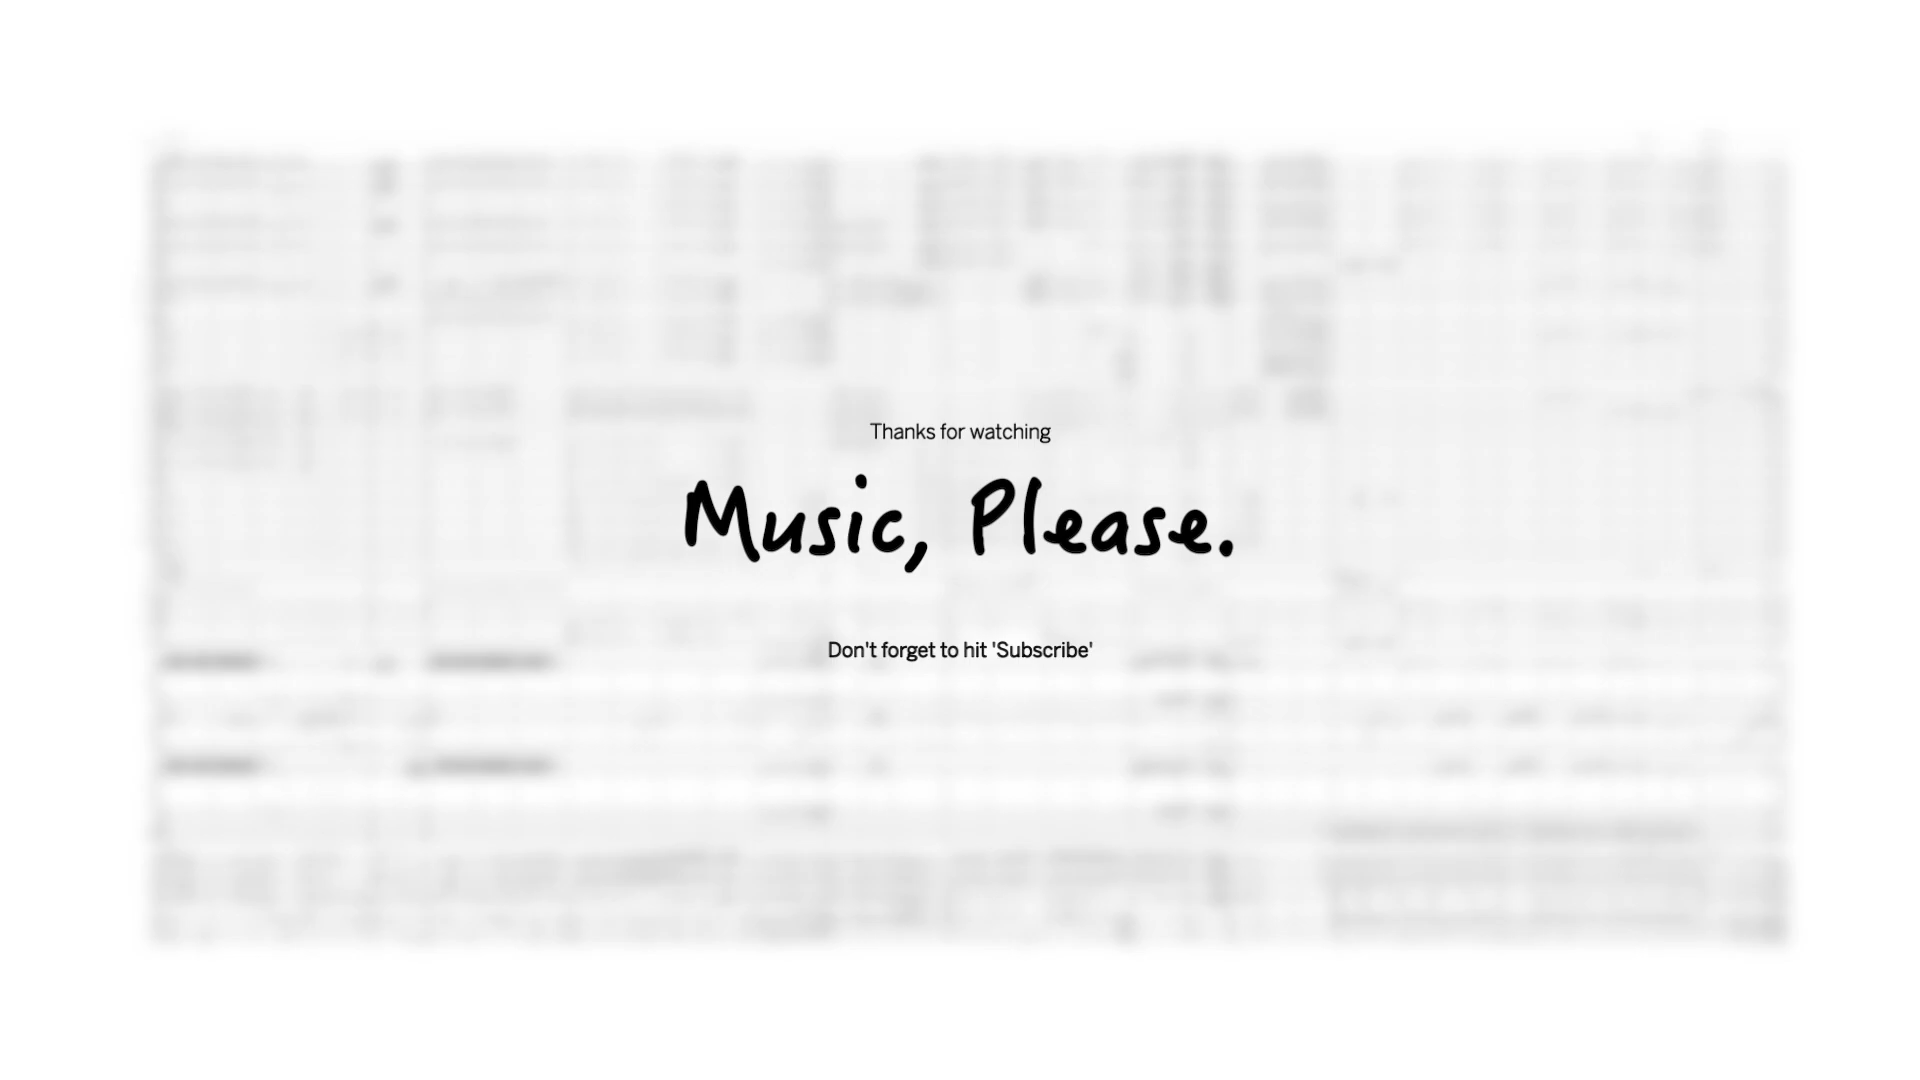 Thanks for watching
Music, Please.
Don't forget to hit 'Subscribe'